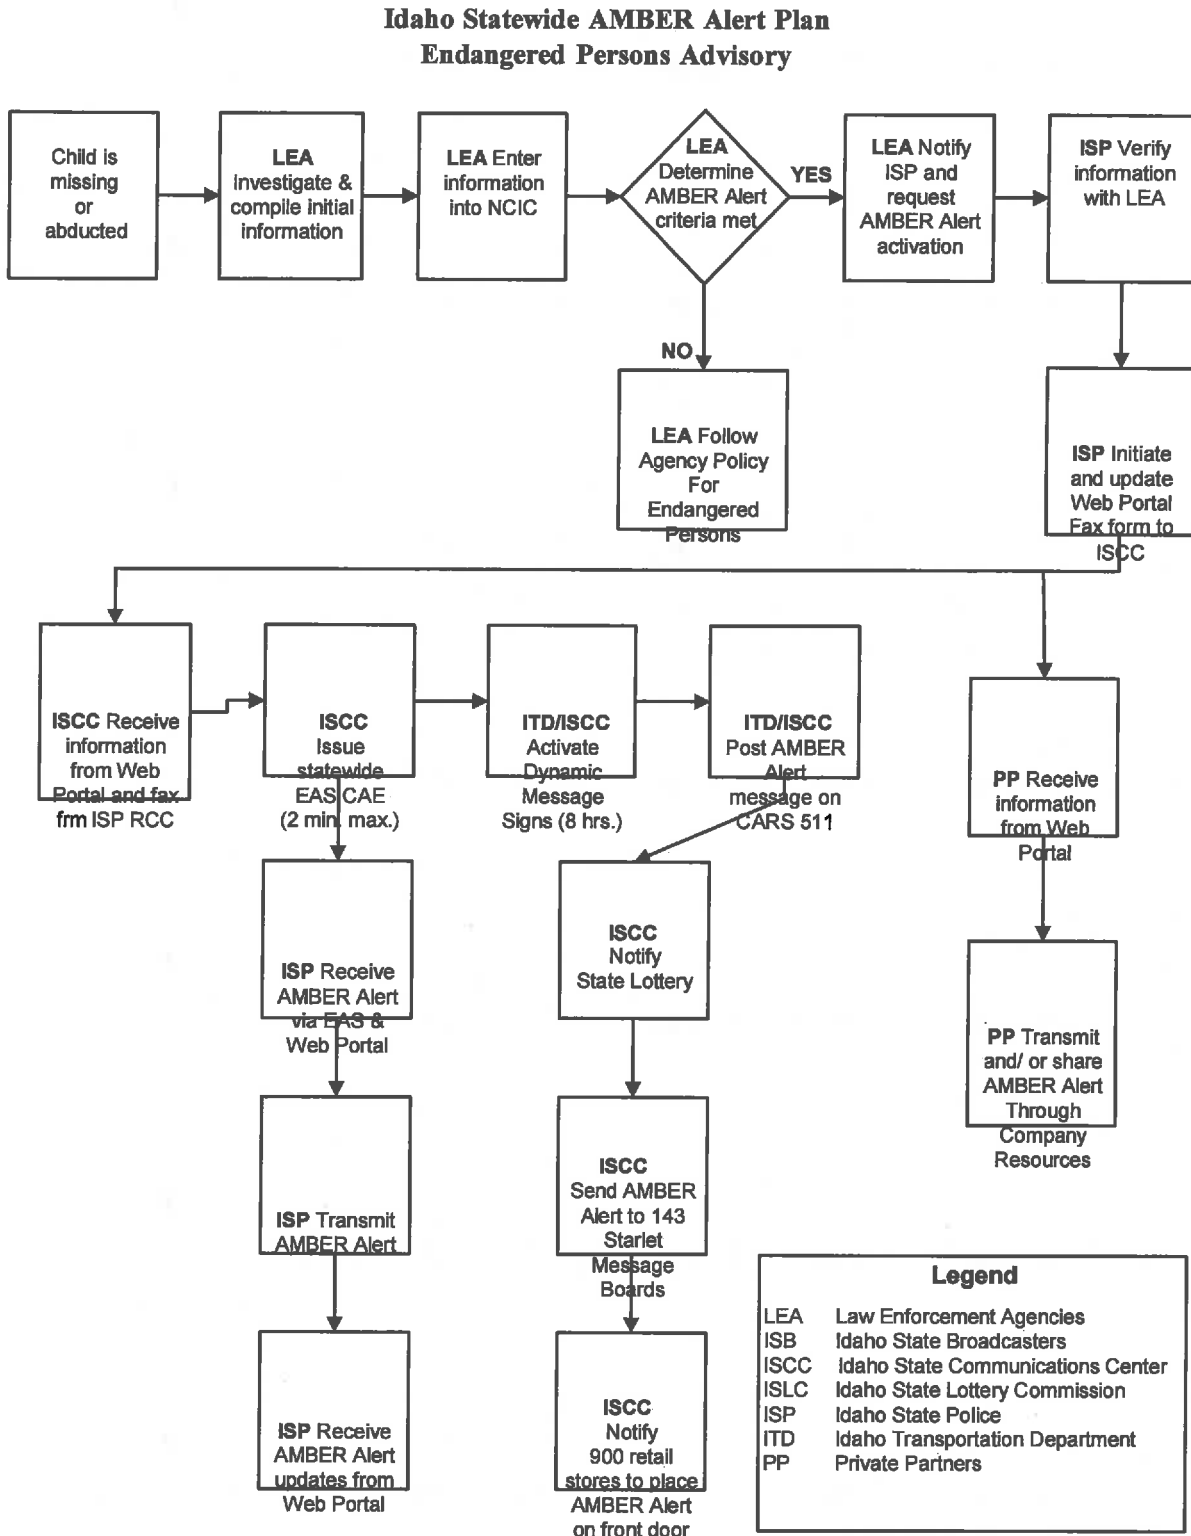 Idaho Statewide AMBER Alert Plan
Endangered Persons Advisory
Child is
missing
or
abducted
LEA
Investigate &
compile initial
information
LEA Enter
information
into NCIC
LEA
Determine
AMBER Alert
criteria met
YES
LEA Notify
ISP and
request
AMBER Alert
activation
ISP Verify
information
with LEA
NO
LEA Follow
Agency Policy
For
Endangered
Persons
ISP Initiate
and update
Web Portal
Fax form to
ISCC
ISCC Receive
information
from Web
Portal and fax
frm ISP RCC
ISCC
Issue
statewide
EAS CAE
(2 min. max.)
ITD/ISCC
Activate
Dynamic
Message
Signs (8 hrs.)
ITD/ISCC
Post AMBER
Alert
message on
CARS 511
PP Receive
information
from Web
Portal
ISP Receive
AMBER Alert
via EAS &
Web Portal
ISCC
Notify
State Lottery
PP Transmit
and/ or share
AMBER Alert
Through
Company
Resources
ISP Transmit
AMBER Alert
ISCC
Send AMBER
Alert to 143
Starlet
Message
Boards
ISP Receive
AMBER Alert
updates from
Web Portal
ISCC
Notify
900 retail
stores to place
AMBER Alert
on front door
Legend
LEA Law Enforcement Agencies
ISB Idaho State Broadcasters
ISCC Idaho State Communications Center
ISLC Idaho State Lottery Commission
ISP Idaho State Police
ITD Idaho Transportation Department
PP Private Partners